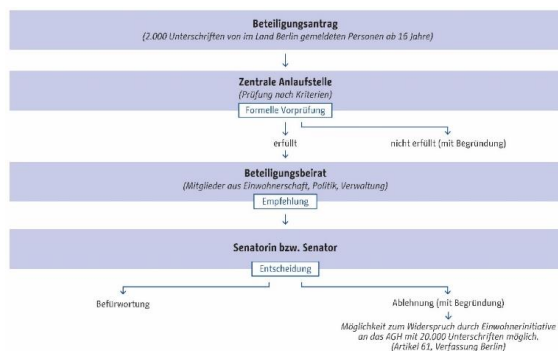 Beteiligungsantrag
(2.000 Unterschriften von im Land Berlin gemeldeten Personen ab 16 Jahre)
Zentrale Anlaufstelle
(Prüfung nach Kriterien)
Formelle Vorprüfung
erfüllt
nicht erfüllt (mit Begründung)
Beteiligungsbeirat
(Mitglieder aus Einwohnerschaft, Politik, Verwaltung)
Empfehlung
Senatorin bzw. Senator
Entscheidung
Befürwortung
Ablehnung (mit Begründung)
Möglichkeit zum Widerspruch durch Einwohnerinitiative
an das AGH mit 20.000 Unterschriften möglich.
(Artikel 61, Verfassung Berlin)